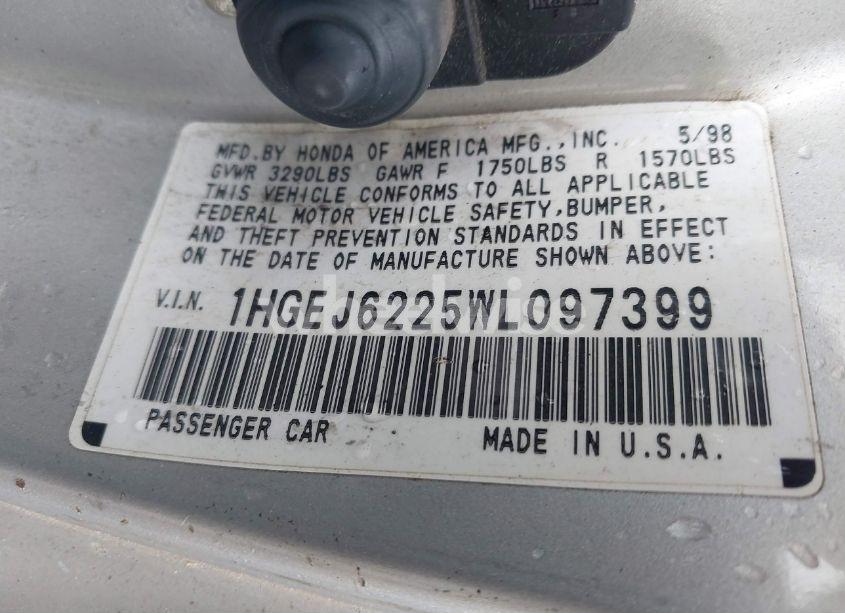 MFD.BY HONDA OF AMERICA MFG.,INC. 5/98
GVWR 3290LBS GAWR F 1750LBS R 1570LBS
THIS VEHICLE CONFORMS TO ALL APPLICABLE
FEDERAL MOTOR VEHICLE SAFETY,BUMPER,
AND THEFT PREVENTION STANDARDS IN EFFECT
ON THE DATE OF MANUFACTURE SHOWN ABOVE:
V.I.N. 1HGEJ6225WL097399
PASSENGER CAR MADE IN U.S.A.